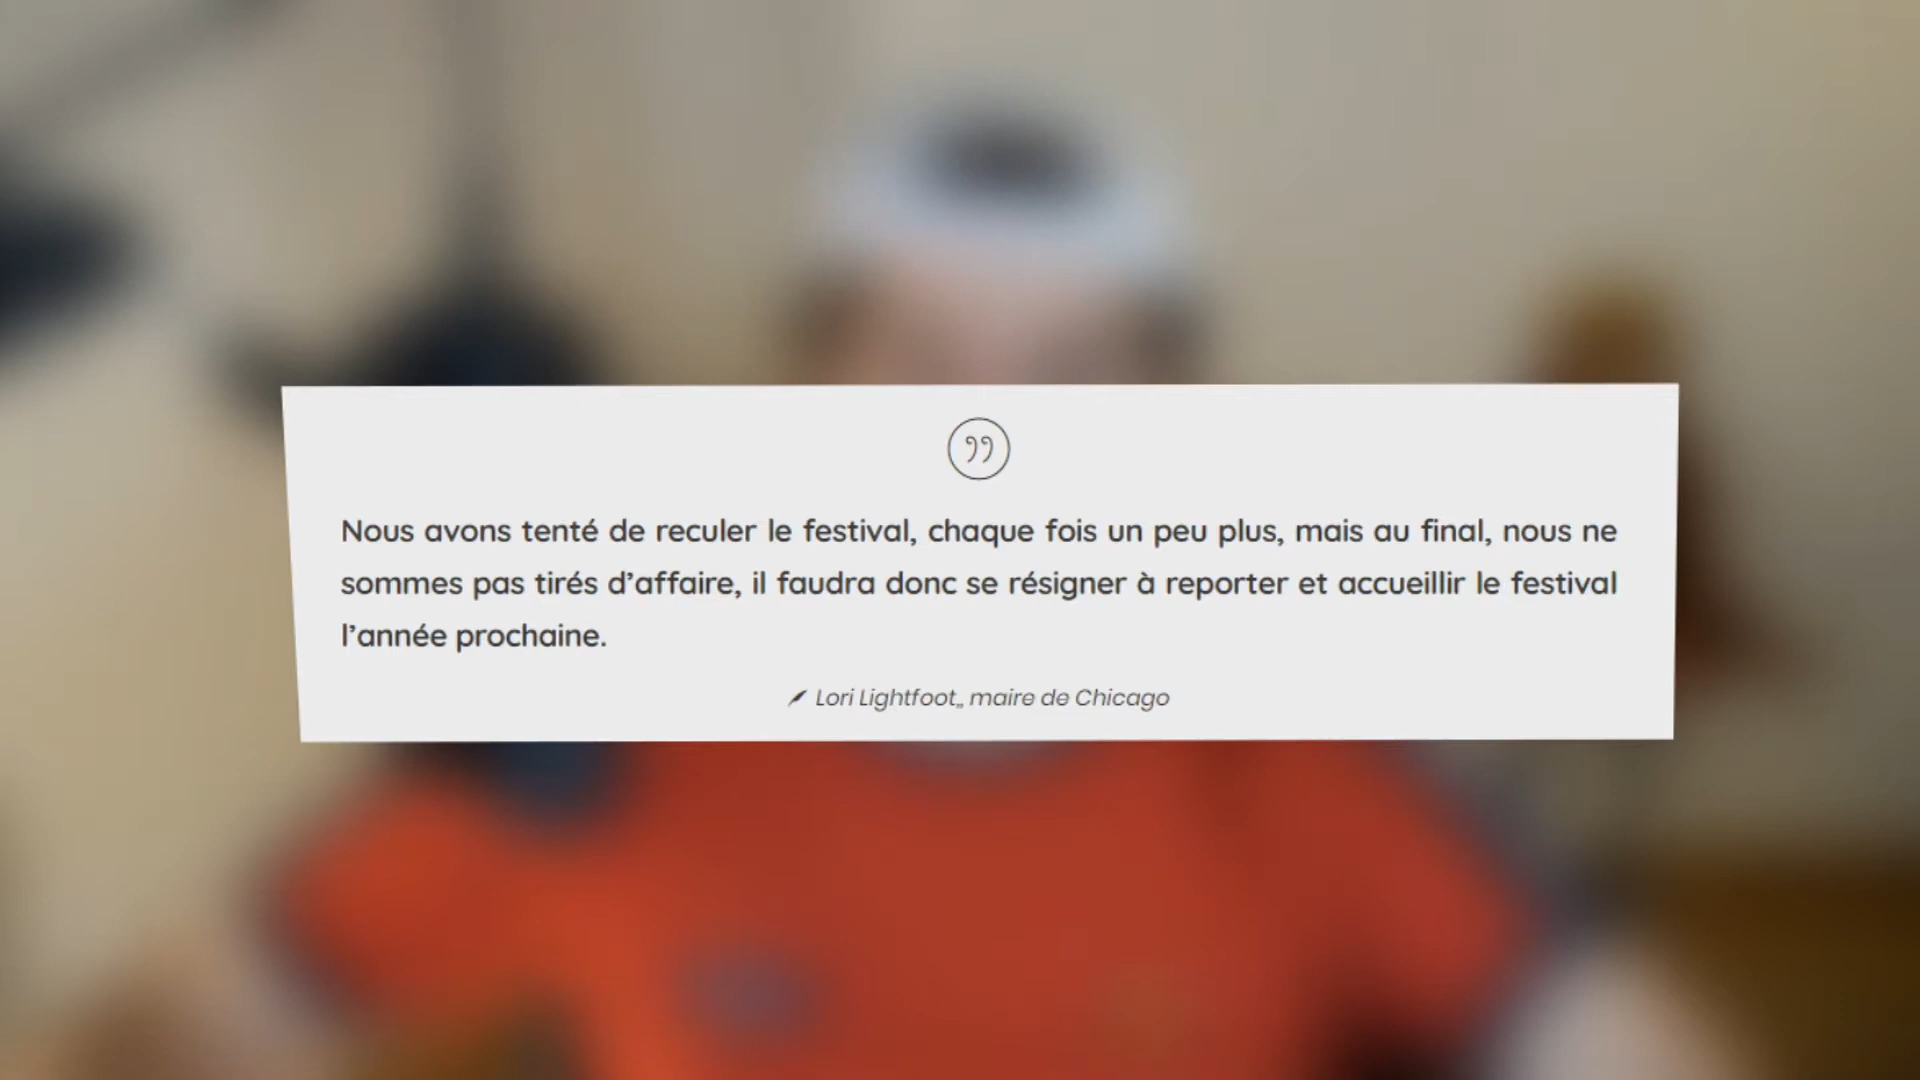 Nous avons tenté de reculer le festival, chaque fois un peu plus, mais au final, nous ne
sommes pas tirés d’affaire, il faudra donc se résigner à reporter et accueillir le festival
l’année prochaine.
Lori Lightfoot,, maire de Chicago